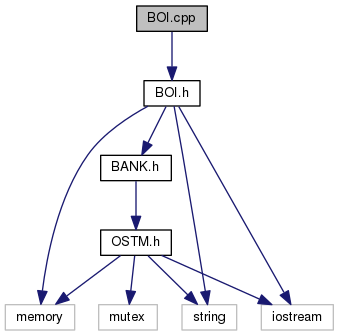 BOI.cpp
BOI.h
BANK.h
OSTM.h
memory
mutex
string
iostream